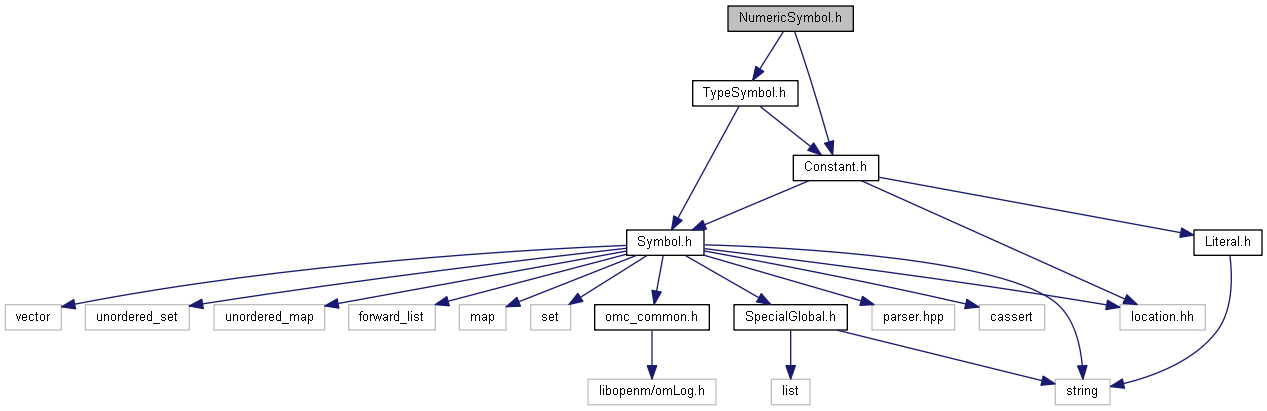 NumericSymbol.h
TypeSymbol.h
Constant.h
Symbol.h
Literal.h
vector
unordered_set
unordered_map
forward_list
map
set
omc_common.h
SpecialGlobal.h
parser.hpp
cassert
location.hh
libopenm/omLog.h
list
string